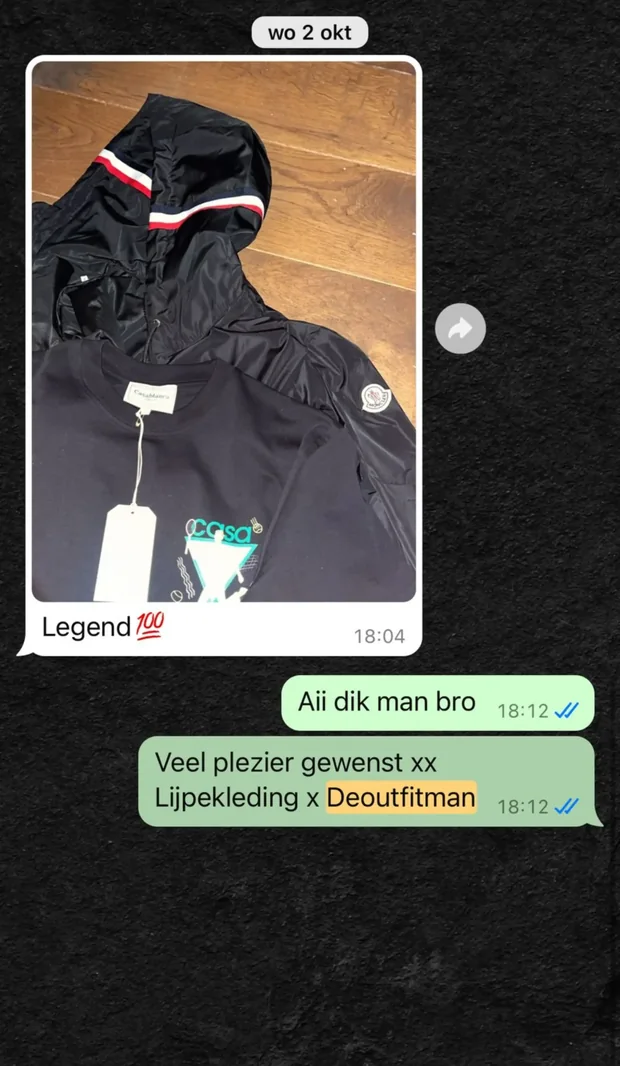 wo 2 okt
casa
Legend💯
18:04
Aii dik man bro
18:12
Veel plezier gewenst xx
Lijpekleding x Deoutfitman
18:12